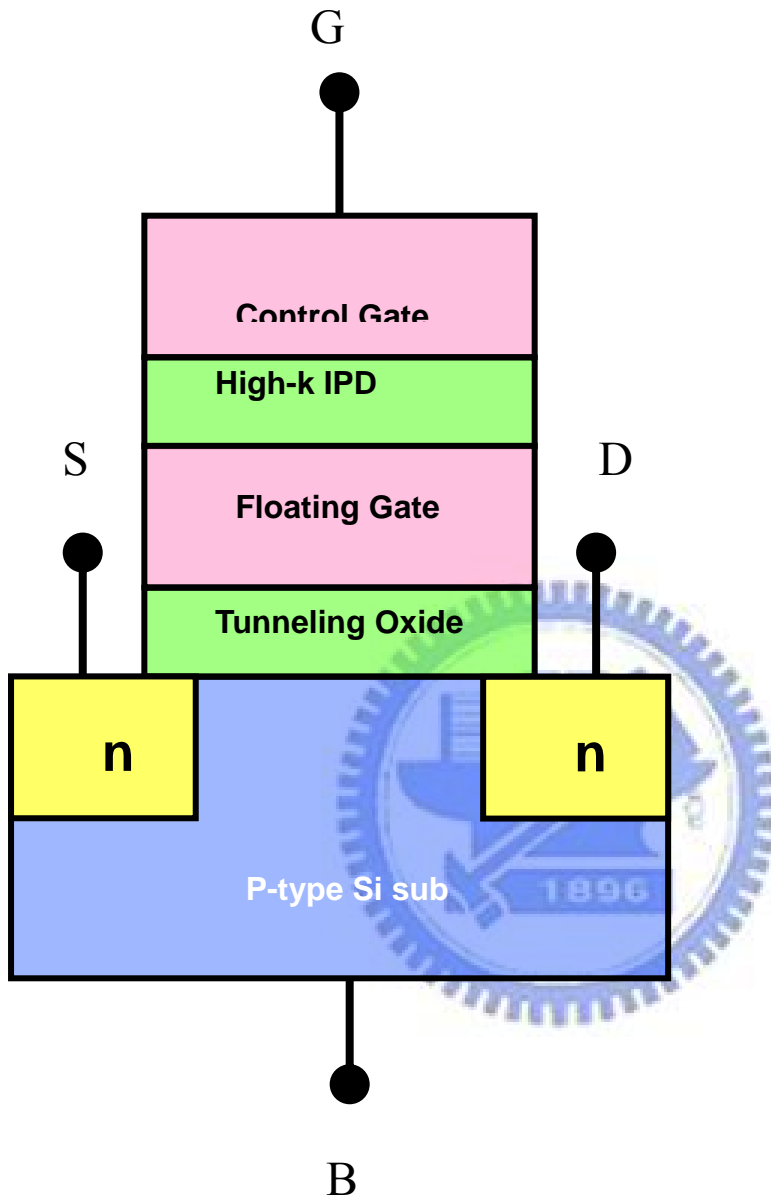 G
Control Gate
High-k IPD
S
D
Floating Gate
Tunneling Oxide
n
n
P-type Si sub
1896
B